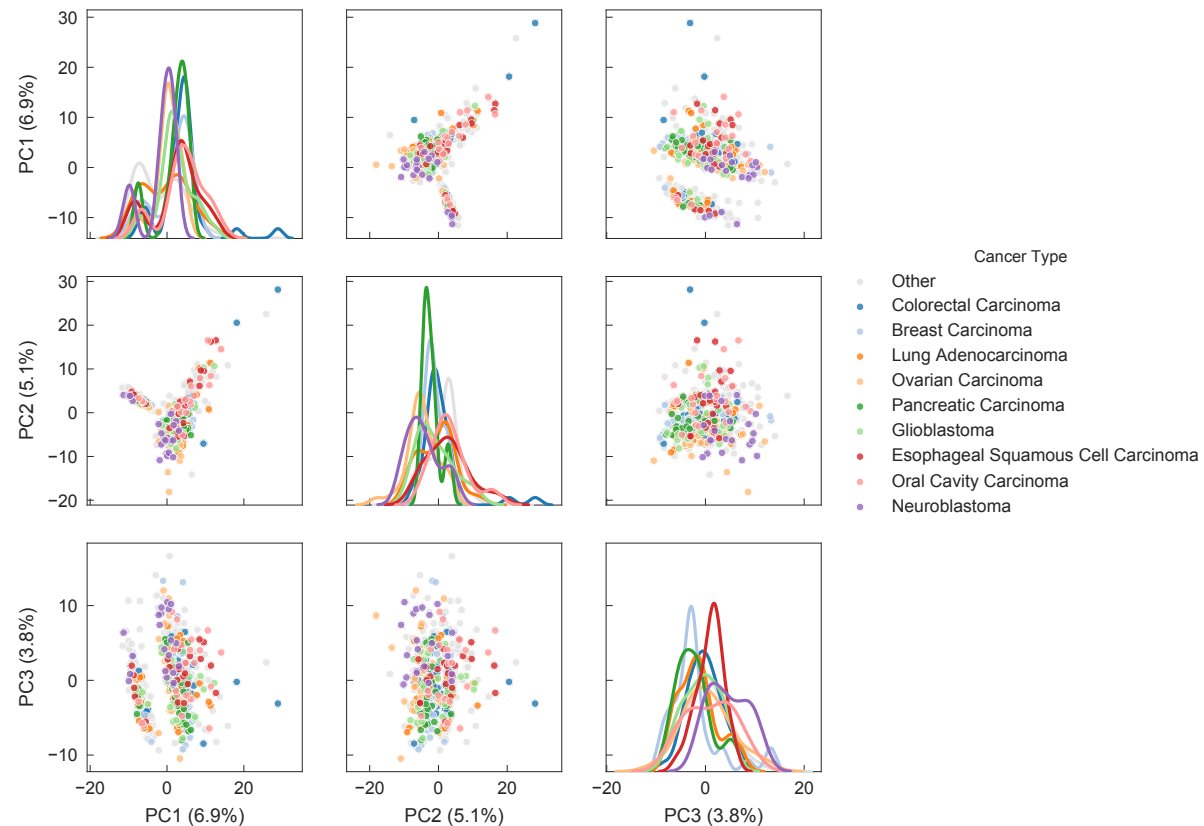 30
20
10
0
−10
PC1 (6.9%)
30
20
10
0
−10
−20
PC2 (5.1%)
Cancer Type
Other
Colorectal Carcinoma
Breast Carcinoma
Lung Adenocarcinoma
Ovarian Carcinoma
Pancreatic Carcinoma
Glioblastoma
Esophageal Squamous Cell Carcinoma
Oral Cavity Carcinoma
Neuroblastoma
10
0
−10
PC3 (3.8%)
−20 0 20
−20 0 20
−20 0 20
PC1 (6.9%)
PC2 (5.1%)
PC3 (3.8%)